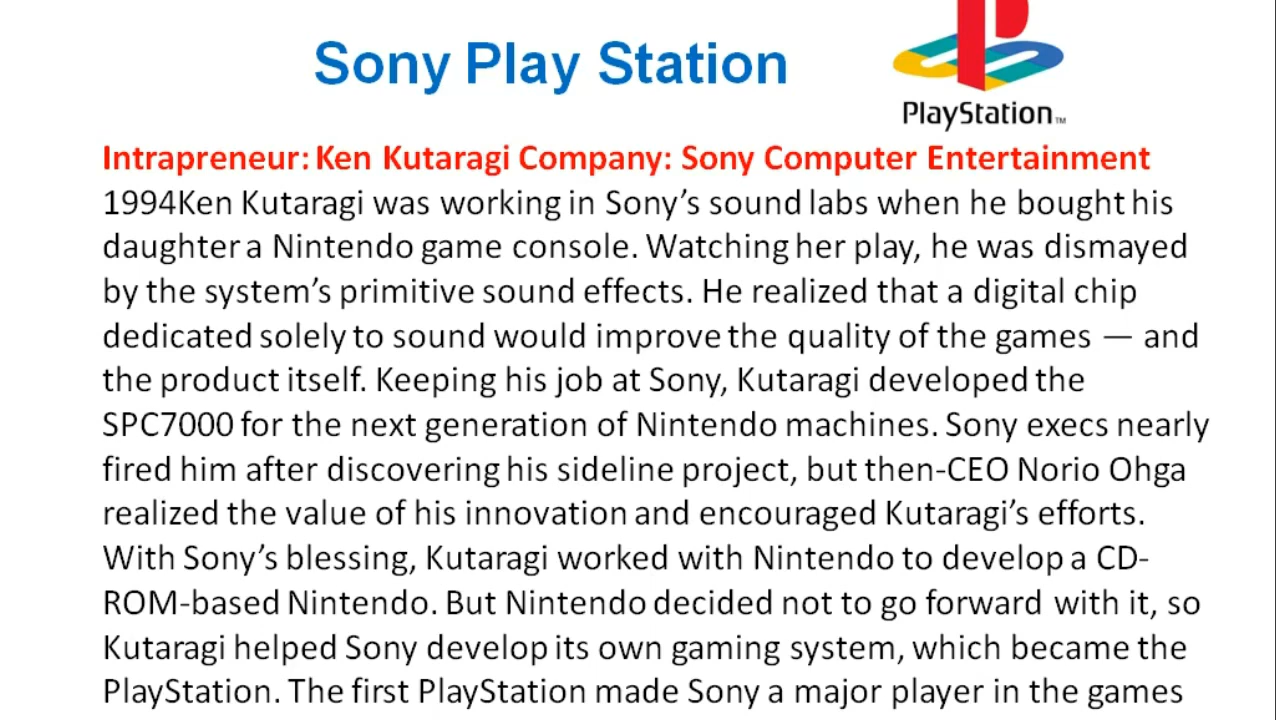 Sony Play Station
PlayStation™
Intrapreneur: Ken Kutaragi Company: Sony Computer Entertainment
1994Ken Kutaragi was working in Sony’s sound labs when he bought his
daughter a Nintendo game console. Watching her play, he was dismayed
by the system’s primitive sound effects. He realized that a digital chip
dedicated solely to sound would improve the quality of the games — and
the product itself. Keeping his job at Sony, Kutaragi developed the
SPC7000 for the next generation of Nintendo machines. Sony execs nearly
fired him after discovering his sideline project, but then-CEO Norio Ohga
realized the value of his innovation and encouraged Kutaragi’s efforts.
With Sony’s blessing, Kutaragi worked with Nintendo to develop a CD-
ROM-based Nintendo. But Nintendo decided not to go forward with it, so
Kutaragi helped Sony develop its own gaming system, which became the
PlayStation. The first PlayStation made Sony a major player in the games